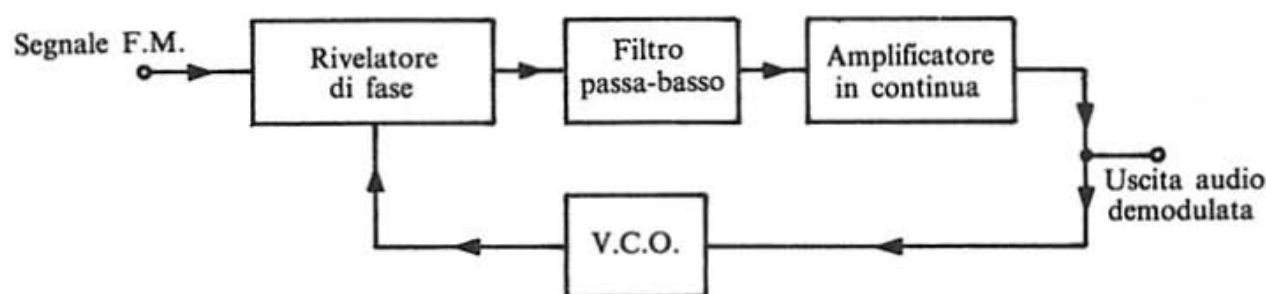 Segnale F.M.
Rivelatore
di fase
Filtro
passa-basso
Amplificatore
in continua
Uscita audio
demodulata
V.C.O.